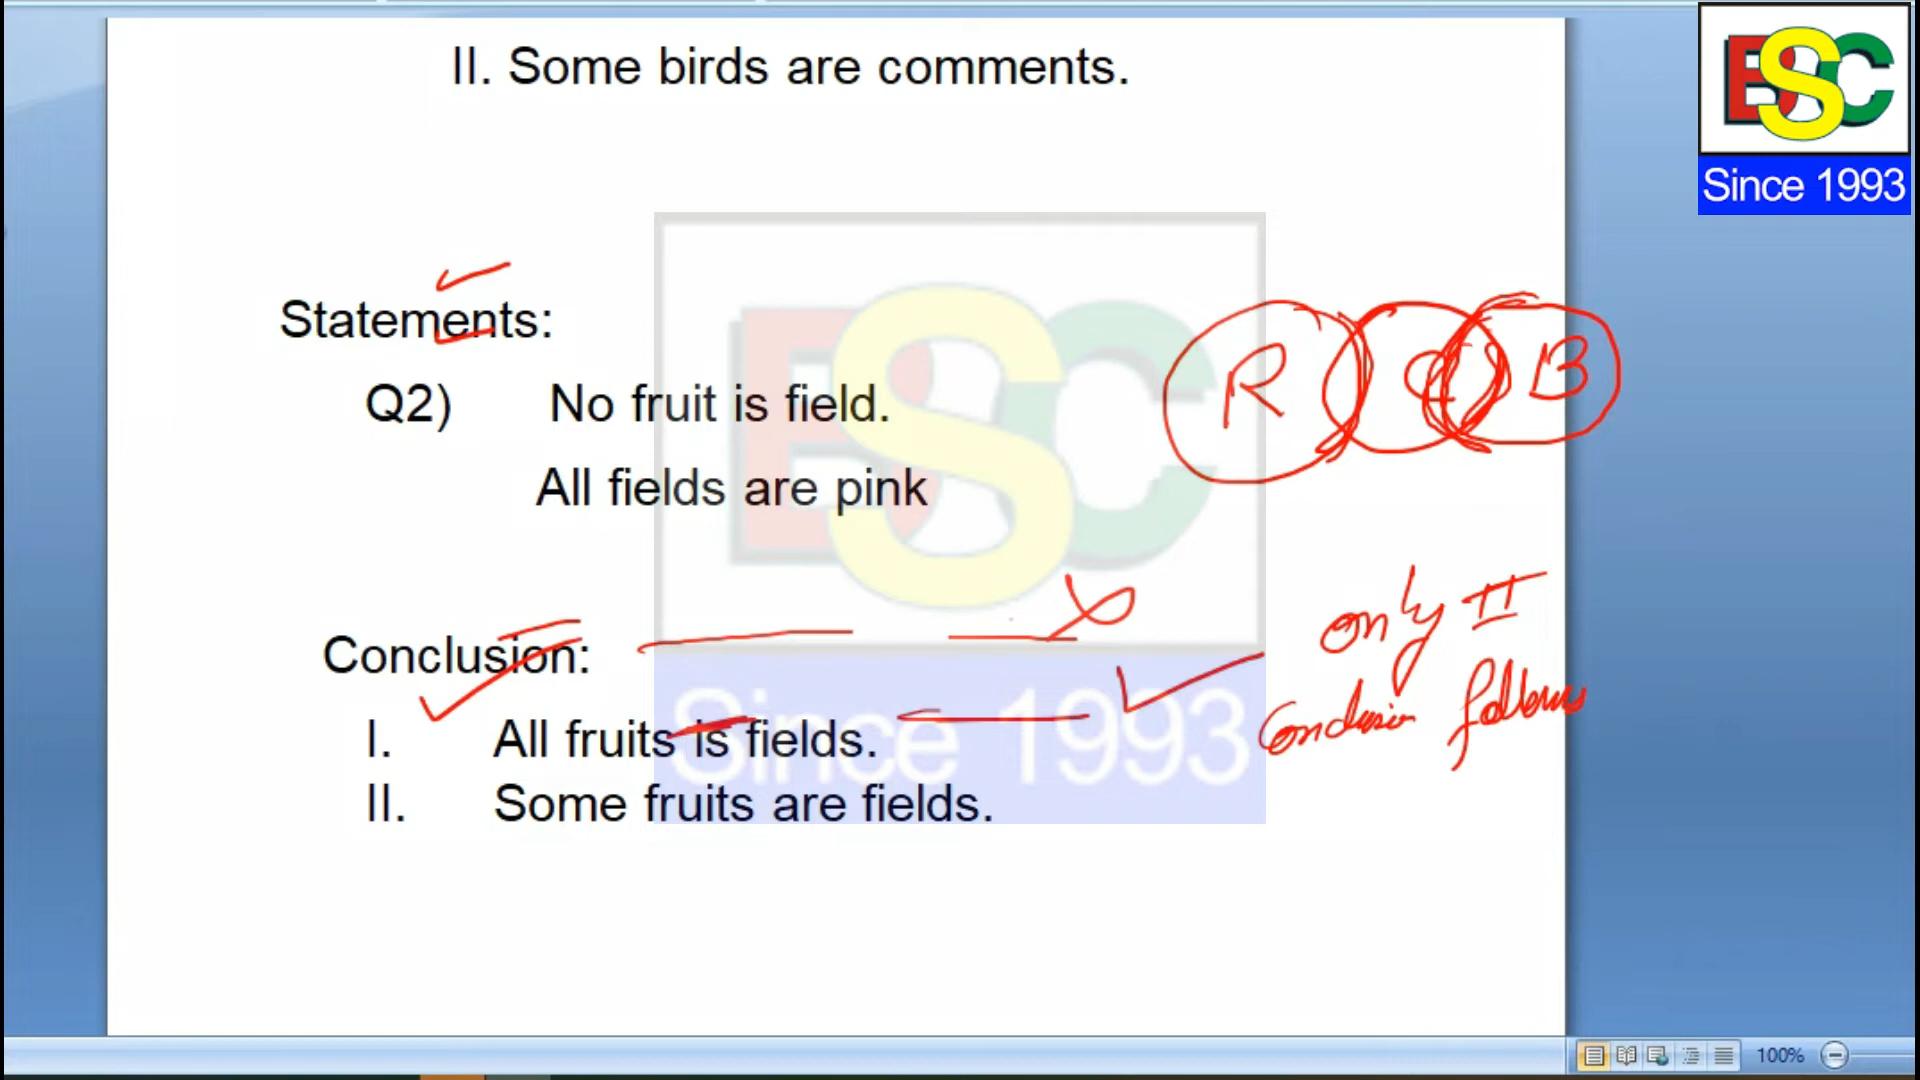 II. Some birds are comments.
BSC
Since 1993
Statements:
Q2) No fruit is field.
All fields are pink
R C B
Conclusion:
I. All fruits is fields.
II. Some fruits are fields.
only II
Conclusion follows
BSC
Since 1993
100%